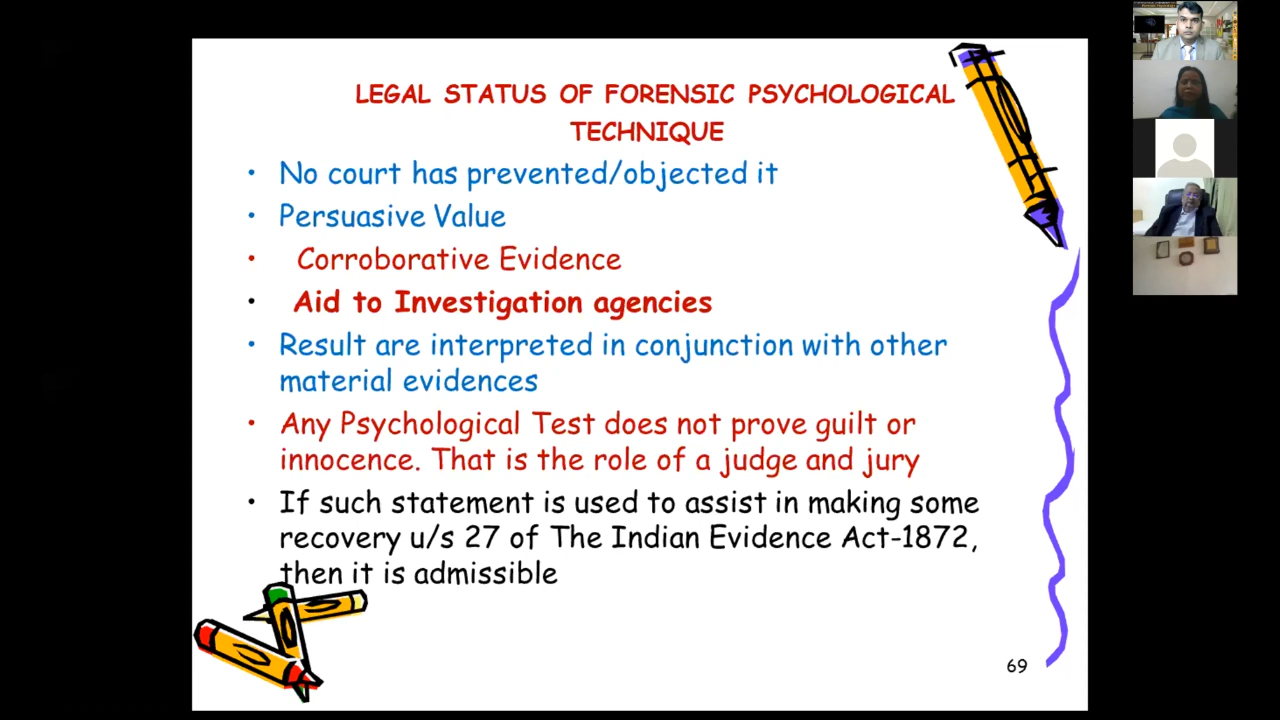 LEGAL STATUS OF FORENSIC PSYCHOLOGICAL
TECHNIQUE
• No court has prevented/objected it
• Persuasive Value
• Corroborative Evidence
• Aid to Investigation agencies
• Result are interpreted in conjunction with other
material evidences
• Any Psychological Test does not prove guilt or
innocence. That is the role of a judge and jury
• If such statement is used to assist in making some
recovery u/s 27 of The Indian Evidence Act-1872,
then it is admissible
69